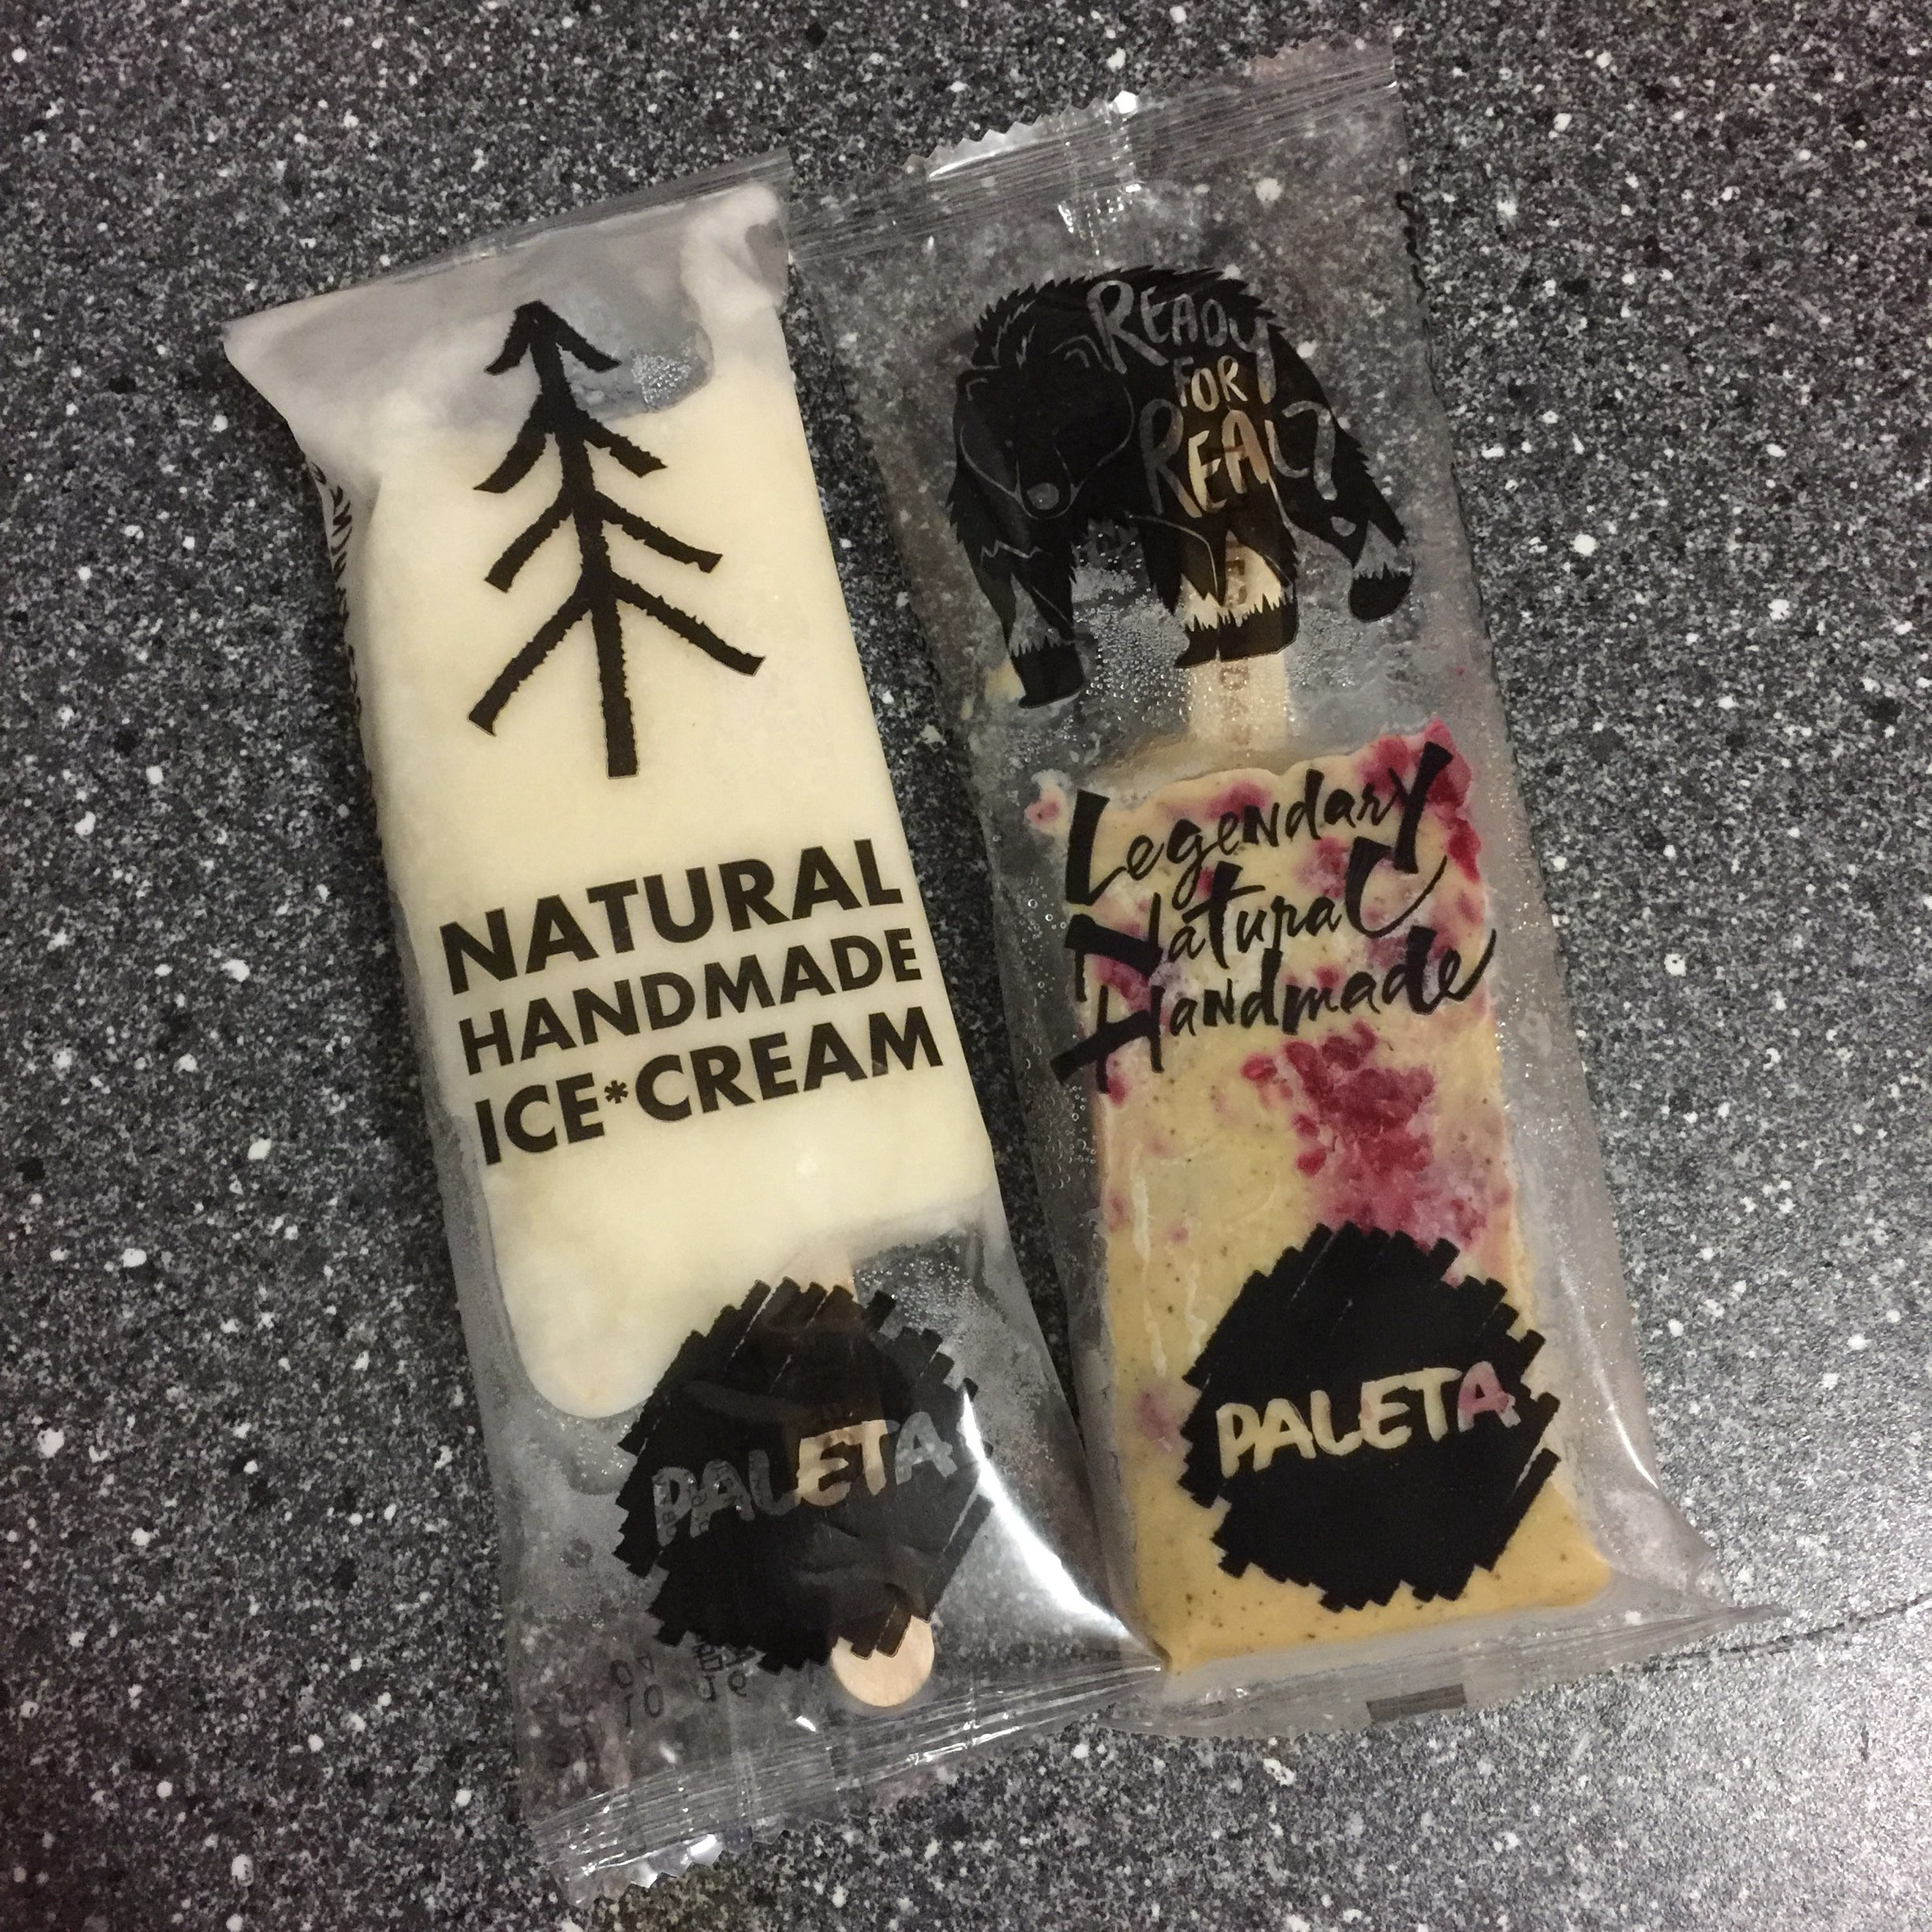 NATURAL
HANDMADE
ICE*CREAM
PALETA
READY
FOR
REAL?
Legendary
Natural
Handmade
PALETA